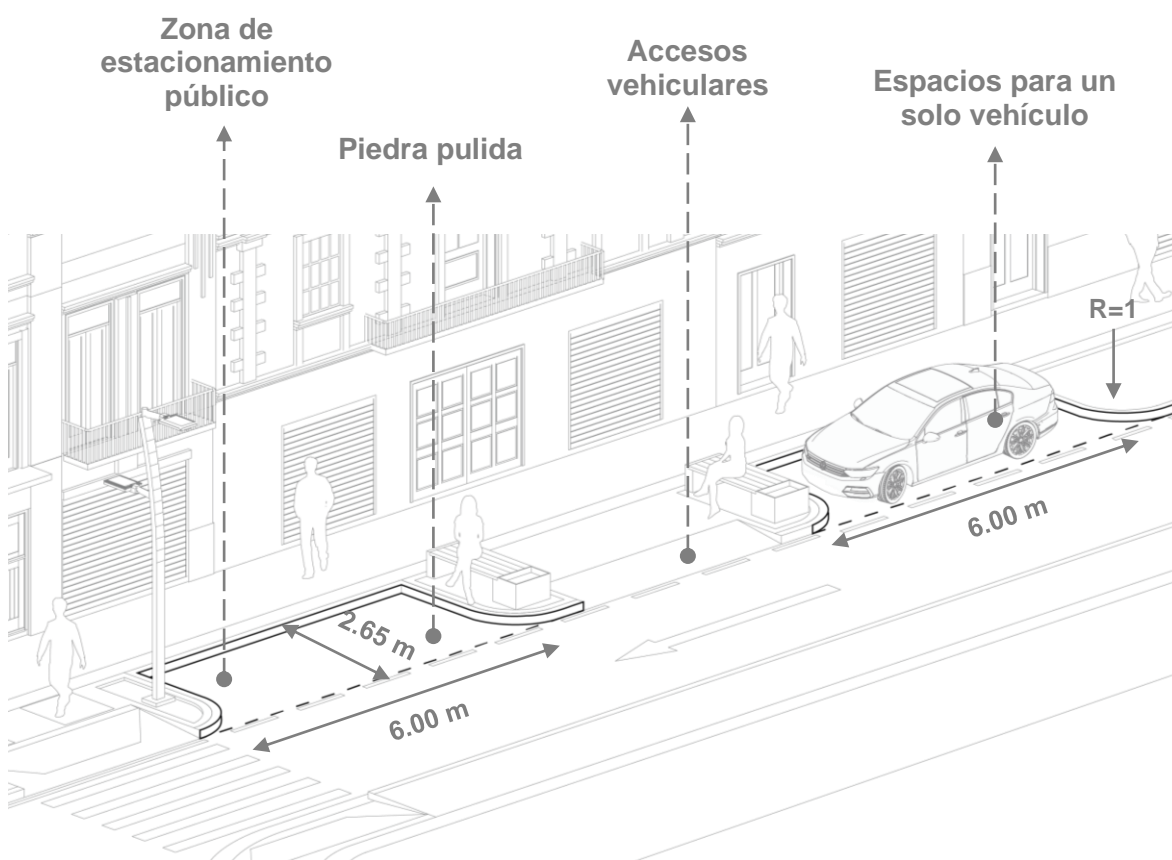 Zona de
estacionamiento
público
Piedra pulida
Accesos
vehiculares
Espacios para un
solo vehículo
R=1
6.00 m
2.65 m
6.00 m